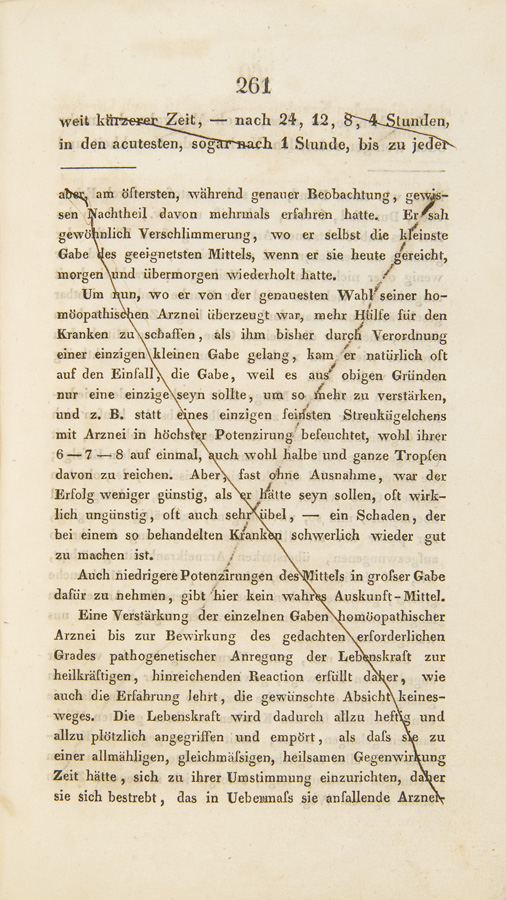 261
weit kürzerer Zeit, — nach 24, 12, 8, 4 Stunden,
in den acutesten, sogar nach 1 Stunde, bis zu jeder
aber, am öftersten, während genauer Beobachtung, gewis-
sen Nachtheil davon mehrmals erfahren hatte. Er sah
gewöhnlich Verschlimmerung, wo er selbst die kleinste
Gabe des geeignetsten Mittels, wenn er sie heute gereicht,
morgen und übermorgen wiederholt hatte.
Um nun, wo er von der genauesten Wahl seiner ho-
möopathischen Arznei überzeugt war, mehr Hülfe für den
Kranken zu schaffen, als ihm bisher durch Verordnung
einer einzigen kleinen Gabe gelang, kam er natürlich oft
auf den Einfall, die Gabe, weil es aus obigen Gründen
nur eine einzige seyn sollte, um so mehr zu verstärken,
und z. B. statt eines einzigen feinsten Streukügelchens
mit Arznei in höchster Potenzirung befeuchtet, wohl ihrer
6—7—8 auf einmal, auch wohl halbe und ganze Tropfen
davon zu reichen. Aber, fast ohne Ausnahme, war der
Erfolg weniger günstig, als er hätte seyn sollen, oft wirk-
lich ungünstig, oft auch sehr übel, — ein Schaden, der
bei einem so behandelten Kranken schwerlich wieder gut
zu machen ist.
Auch niedrigere Potenzirungen des Mittels in großer Gabe
dafür zu nehmen, gibt hier kein wahres Auskunft-Mittel.
Eine Verstärkung der einzelnen Gaben homöopathischer
Arznei bis zur Bewirkung des gedachten erforderlichen
Grades pathogenetischer Anregung der Lebenskraft zur
heilkräftigen, hinreichenden Reaction erfüllt daher, wie
auch die Erfahrung lehrt, die gewünschte Absicht keines-
weges. Die Lebenskraft wird dadurch allzu heftig und
allzu plötzlich angegriffen und empört, als daß sie zu
einer allmähligen, gleichmäßigen, heilsamen Gegenwirkung
Zeit hätte, sich zu ihrer Umstimmung einzurichten, daher
sie sich bestrebt, das in Uebermaß sie anfallende Arznei-